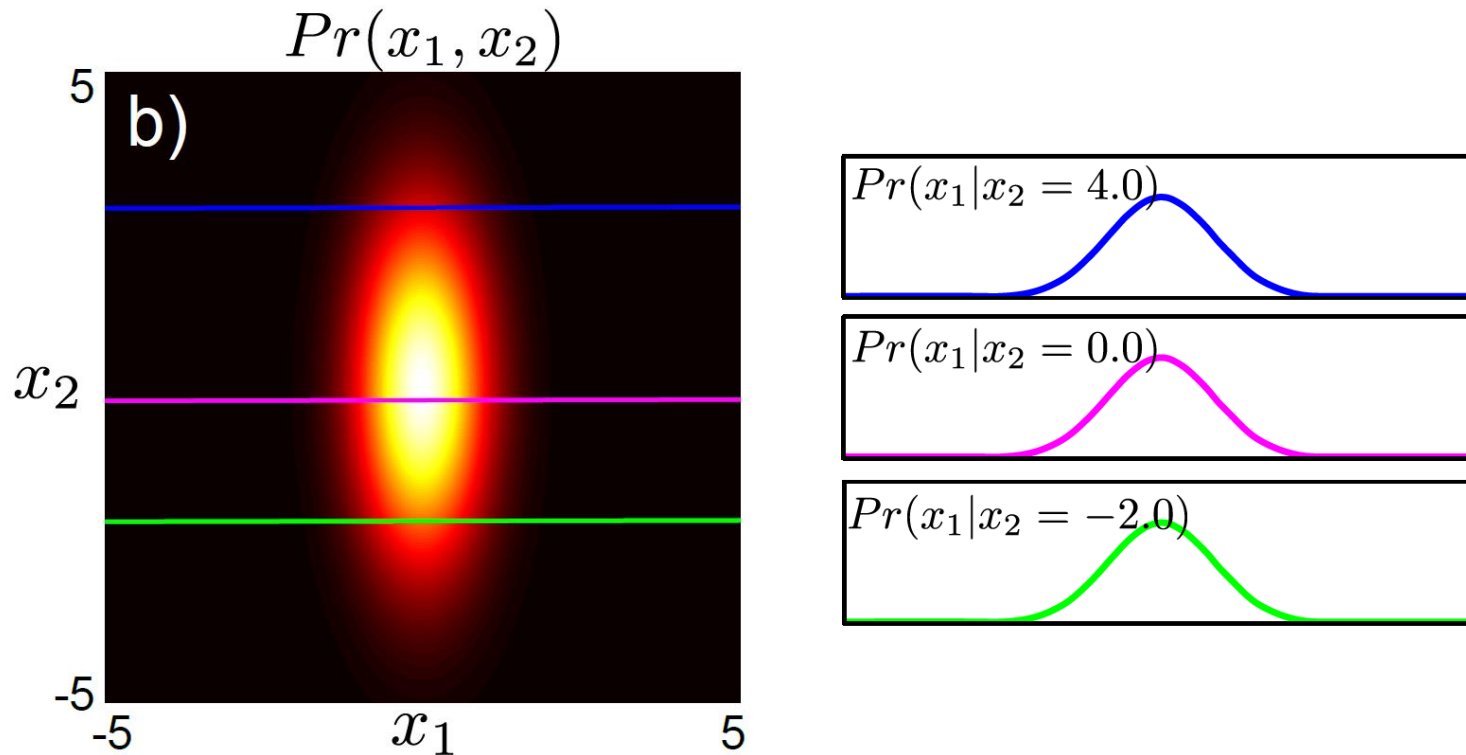 Pr(x₁, x₂)
5
b)
x₂
-5
-5
x₁
5
Pr(x₁|x₂ = 4.0)
Pr(x₁|x₂ = 0.0)
Pr(x₁|x₂ = −2.0)